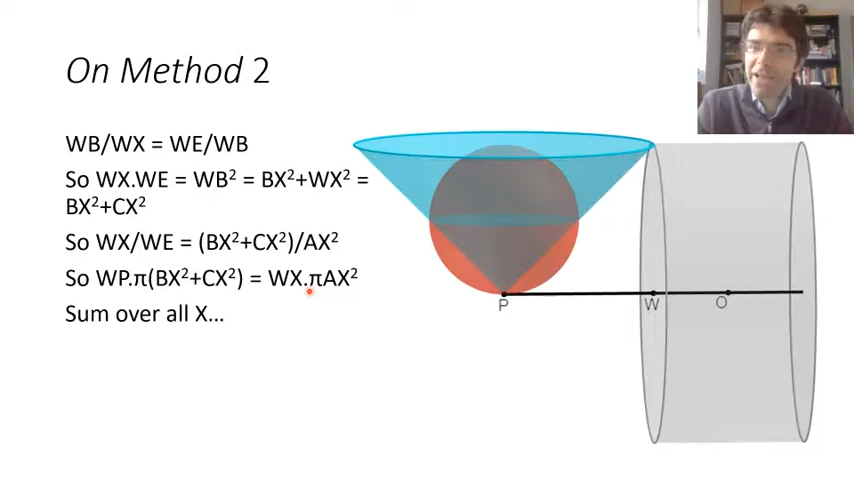 On Method 2
WB/WX = WE/WB
So WX.WE = WB² = BX²+WX² =
BX²+CX²
So WX/WE = (BX²+CX²)/AX²
So WP.π(BX²+CX²) = WX.πAX²
Sum over all X...
P
W
O